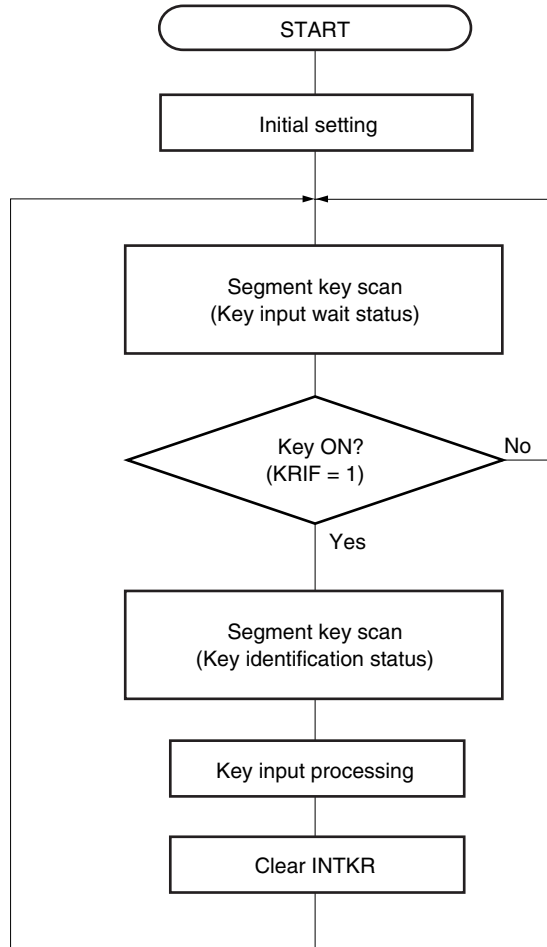 START
Initial setting
Segment key scan
(Key input wait status)
Key ON?
(KRIF = 1)
No
Yes
Segment key scan
(Key identification status)
Key input processing
Clear INTKR